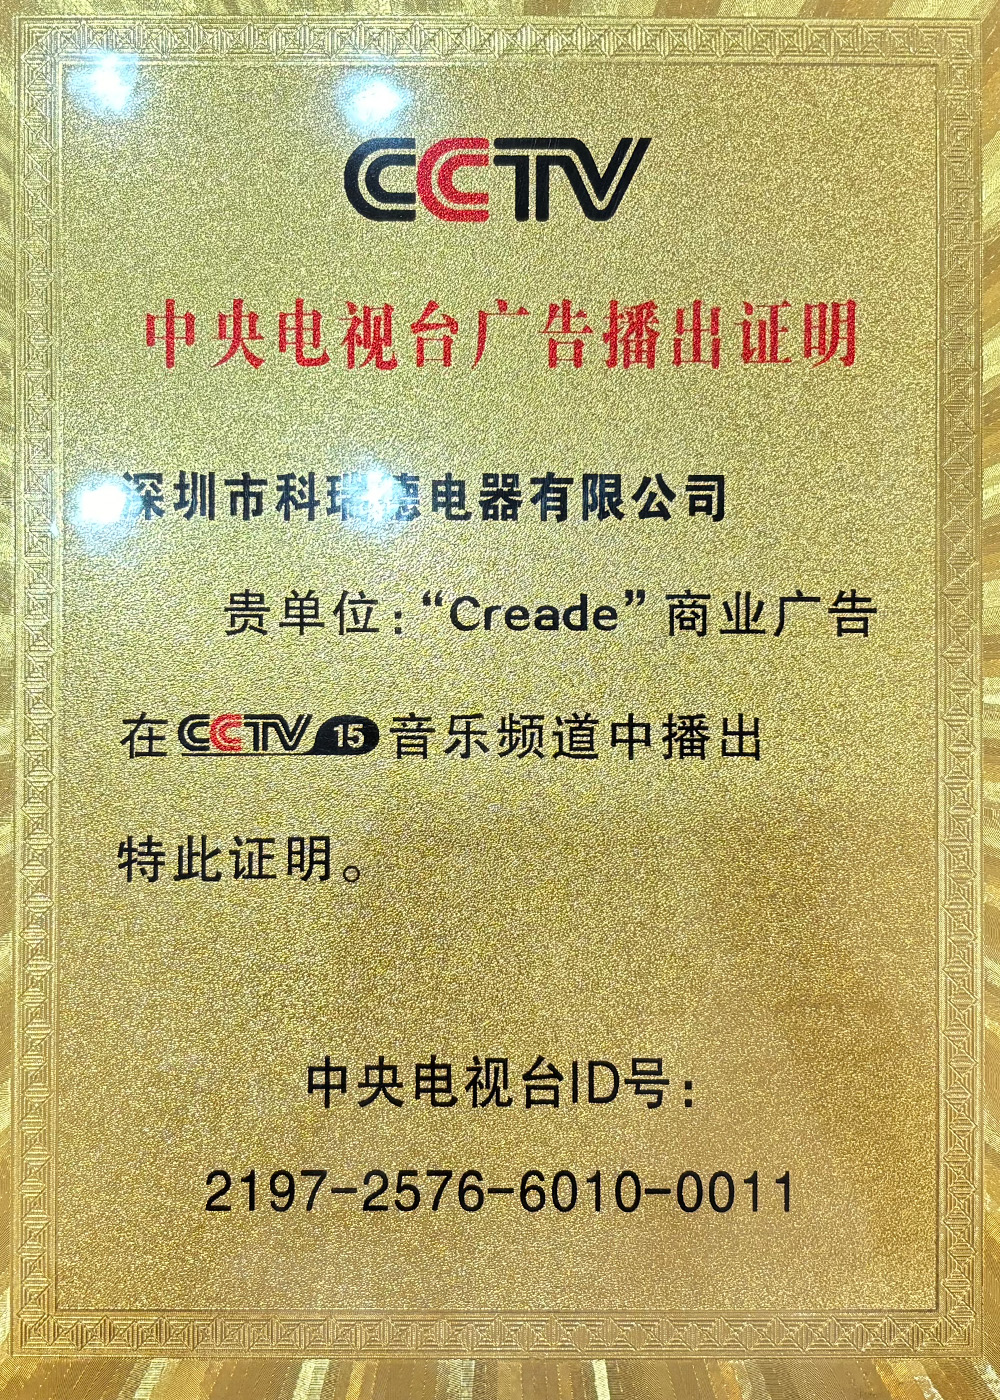 CCTV
中央电视台广告播出证明
深圳市科瑞德电器有限公司
贵单位：“Creade”商业广告
在CCTV 15 音乐频道中播出
特此证明。
中央电视台ID号：
2197-2576-6010-0011